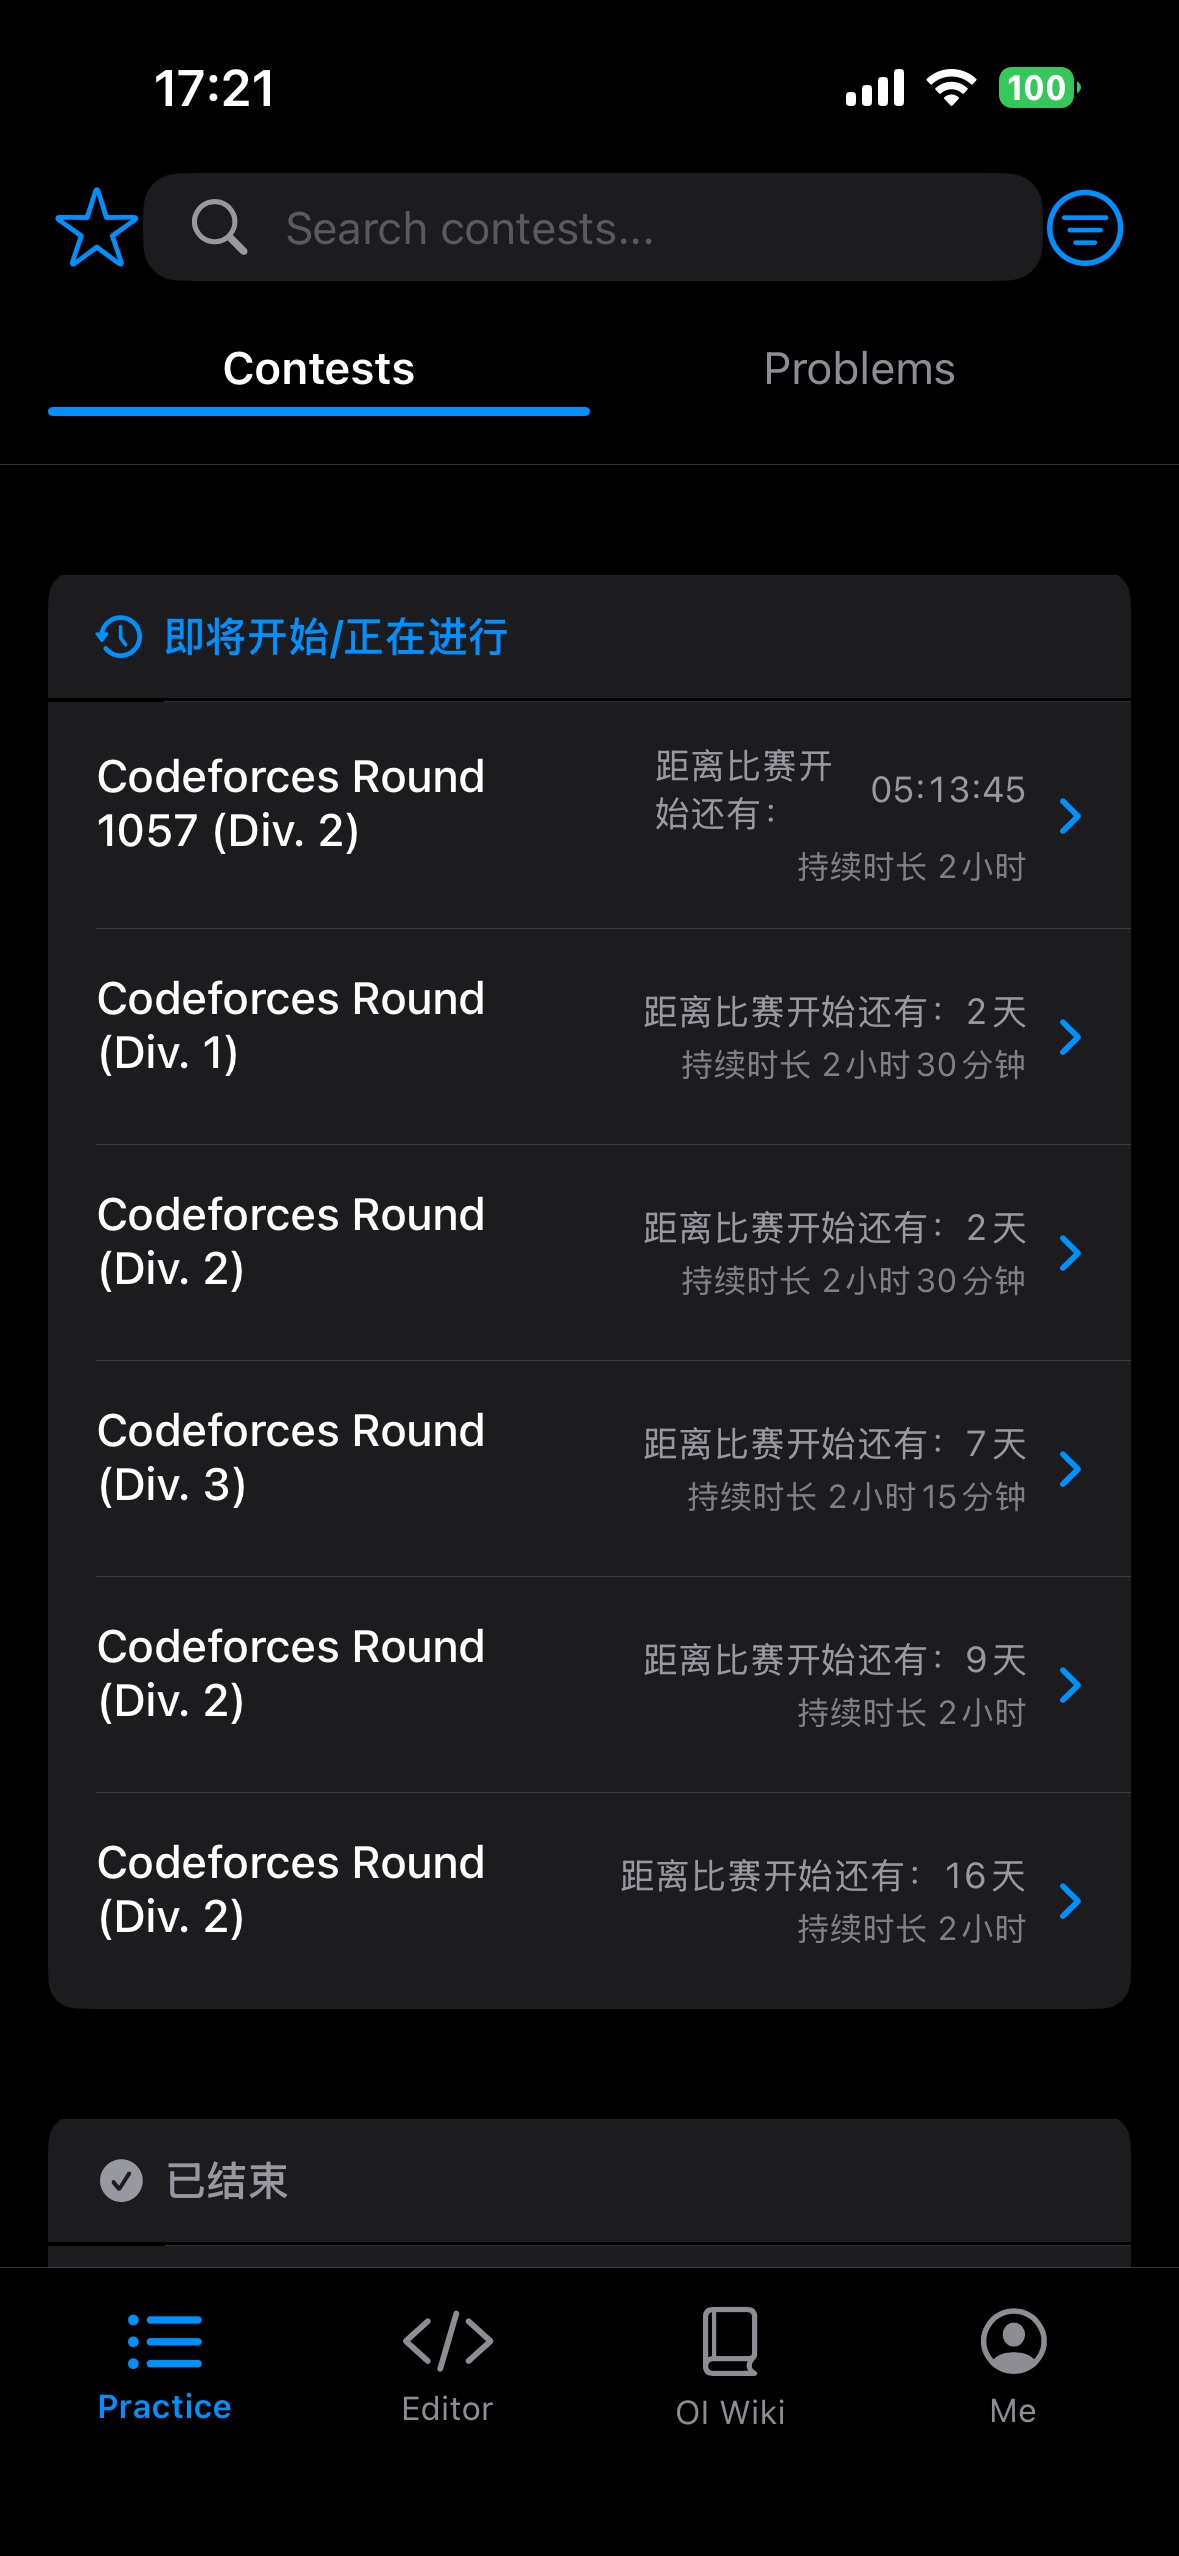 17:21
100
Search contests...
Contests
Problems
即将开始/正在进行
Codeforces Round
1057 (Div. 2)
距离比赛开
始还有：
05:13:45
持续时长 2小时
Codeforces Round
(Div. 1)
距离比赛开始还有：2天
持续时长 2小时30分钟
Codeforces Round
(Div. 2)
距离比赛开始还有：2天
持续时长 2小时30分钟
Codeforces Round
(Div. 3)
距离比赛开始还有：7天
持续时长 2小时15分钟
Codeforces Round
(Div. 2)
距离比赛开始还有：9天
持续时长 2小时
Codeforces Round
(Div. 2)
距离比赛开始还有：16天
持续时长 2小时
已结束
Practice
Editor
OI Wiki
Me